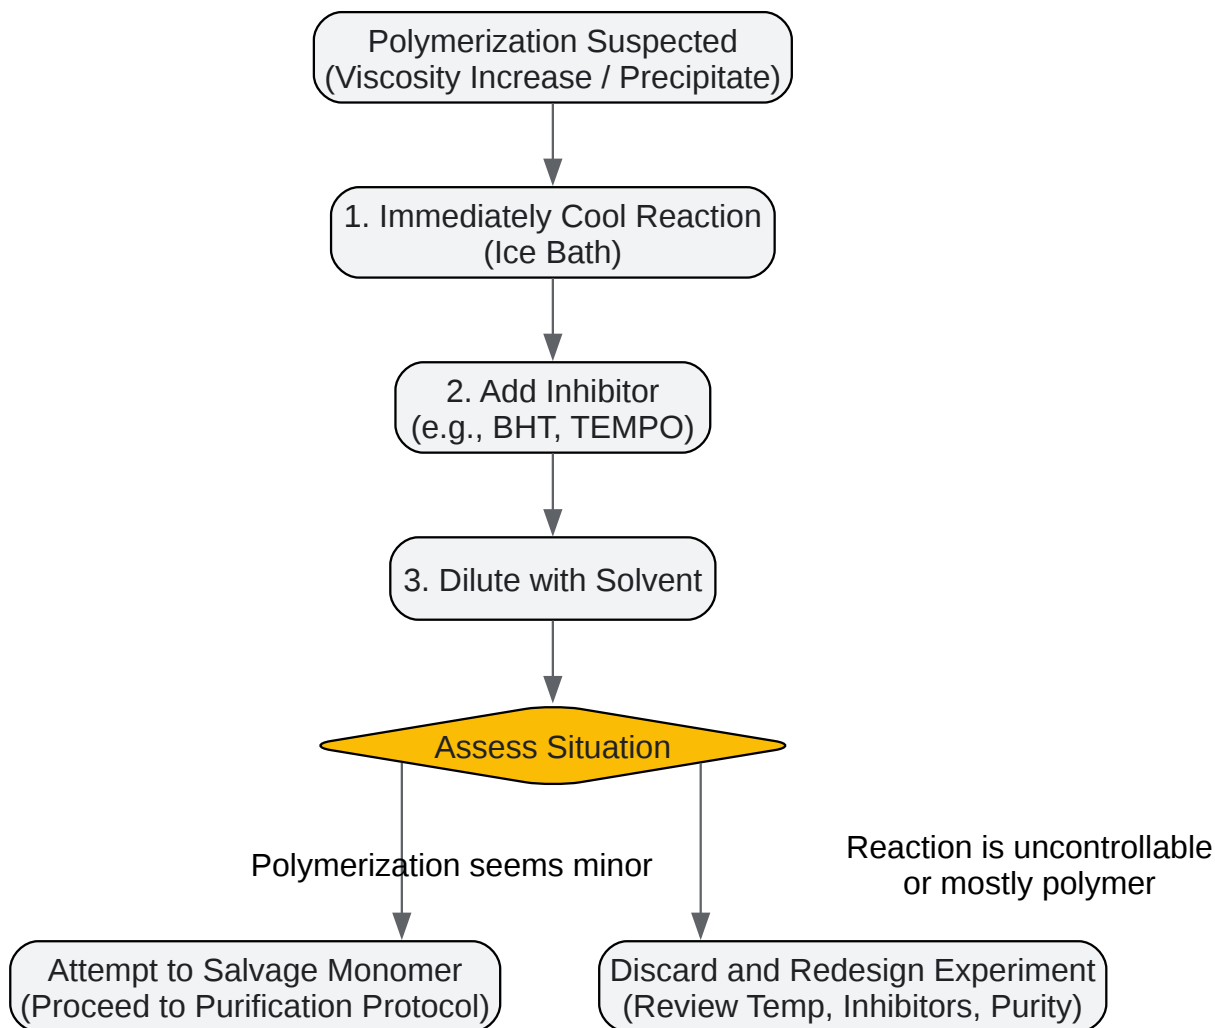 Polymerization Suspected
(Viscosity Increase / Precipitate)
1. Immediately Cool Reaction
(Ice Bath)
2. Add Inhibitor
(e.g., BHT, TEMPO)
3. Dilute with Solvent
Assess Situation
Polymerization seems minor
Reaction is uncontrollable
or mostly polymer
Attempt to Salvage Monomer
(Proceed to Purification Protocol)
Discard and Redesign Experiment
(Review Temp, Inhibitors, Purity)